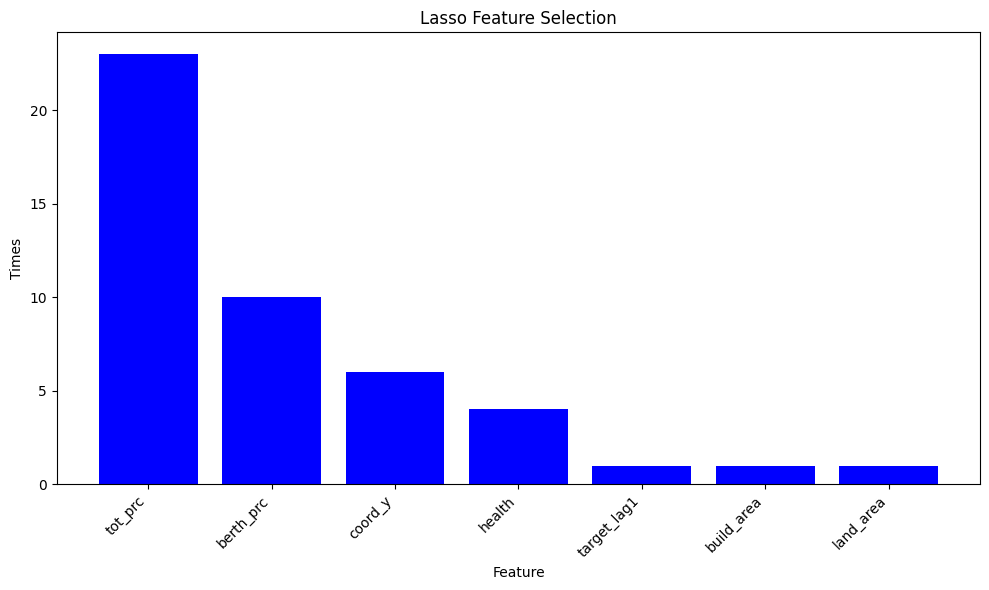 Lasso Feature Selection
Times
20
15
10
5
0
tot_prc
berth_prc
coord_y
health
target_lag1
build_area
land_area
Feature